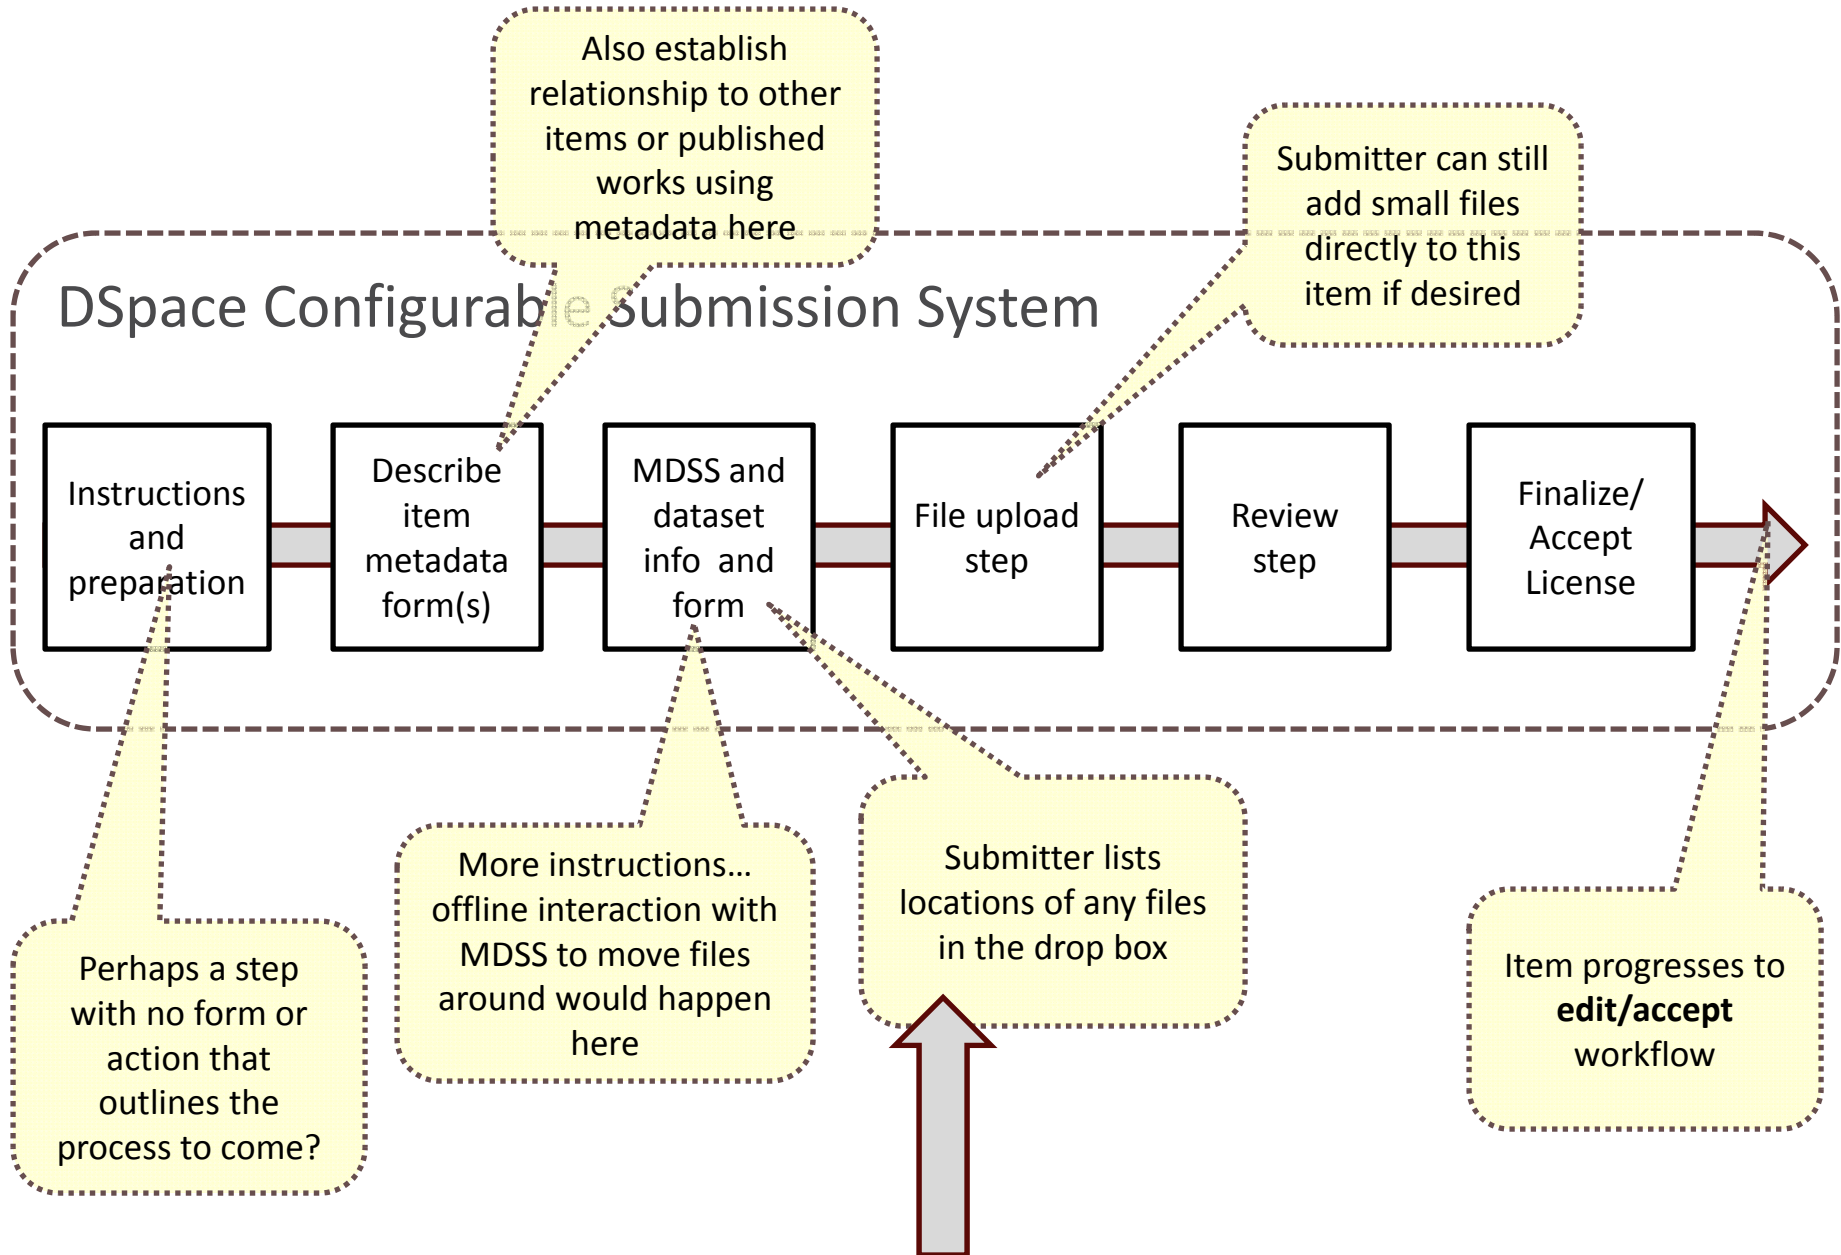 Also establish
relationship to other
items or published
works using
metadata here
Submitter can still
add small files
directly to this
item if desired
DSpace Configurable Submission System
Instructions
and
preparation
Describe
item
metadata
form(s)
MDSS and
dataset
info and
form
File upload
step
Review
step
Finalize/
Accept
License
Perhaps a step
with no form or
action that
outlines the
process to come?
More instructions…
offline interaction with
MDSS to move files
around would happen
here
Submitter lists
locations of any files
in the drop box
Item progresses to
edit/accept
workflow